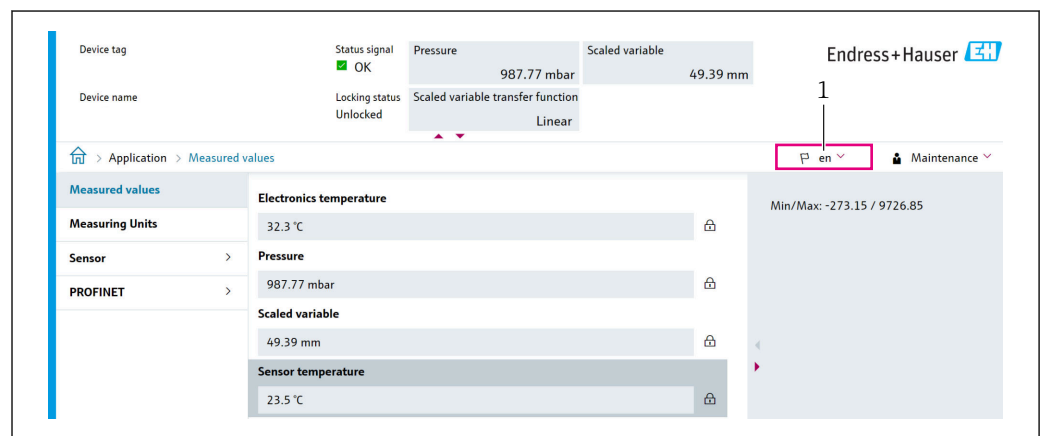 Device tag
Status signal
OK
Pressure
987.77 mbar
Scaled variable
49.39 mm
Endress+Hauser EH
Device name
Locking status
Unlocked
Scaled variable transfer function
Linear
1
> Application > Measured values
en
Maintenance
Measured values
Measuring Units
Sensor >
PROFINET >
Electronics temperature
32.3 °C
Pressure
987.77 mbar
Scaled variable
49.39 mm
Sensor temperature
23.5 °C
Min/Max: -273.15 / 9726.85